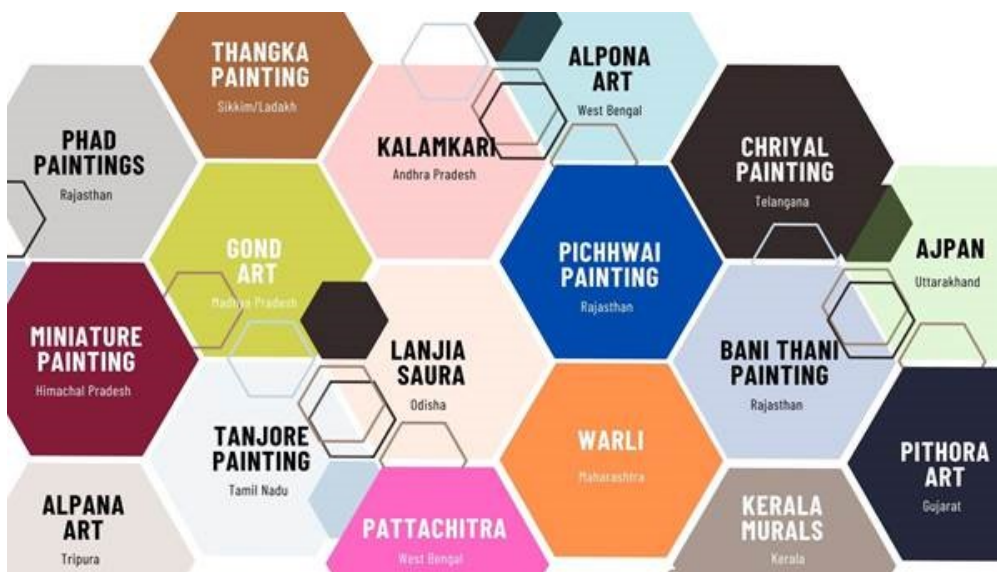 THANGKA
PAINTING
Sikkim/Ladakh
ALPONA
ART
West Bengal
PHAD
PAINTINGS
Rajasthan
KALAMKARI
Andhra Pradesh
CHRIYAL
PAINTING
Telangana
GOND
ART
Madhya Pradesh
PICHHWAI
PAINTING
Rajasthan
AJPAN
Uttarakhand
MINIATURE
PAINTING
Himachal Pradesh
LANJIA
SAURA
Odisha
BANI THANI
PAINTING
Rajasthan
TANJORE
PAINTING
Tamil Nadu
WARLI
Maharashtra
PITHORA
ART
Gujarat
ALPANA
ART
Tripura
PATTACHITRA
West Bengal
KERALA
MURALS
Kerala